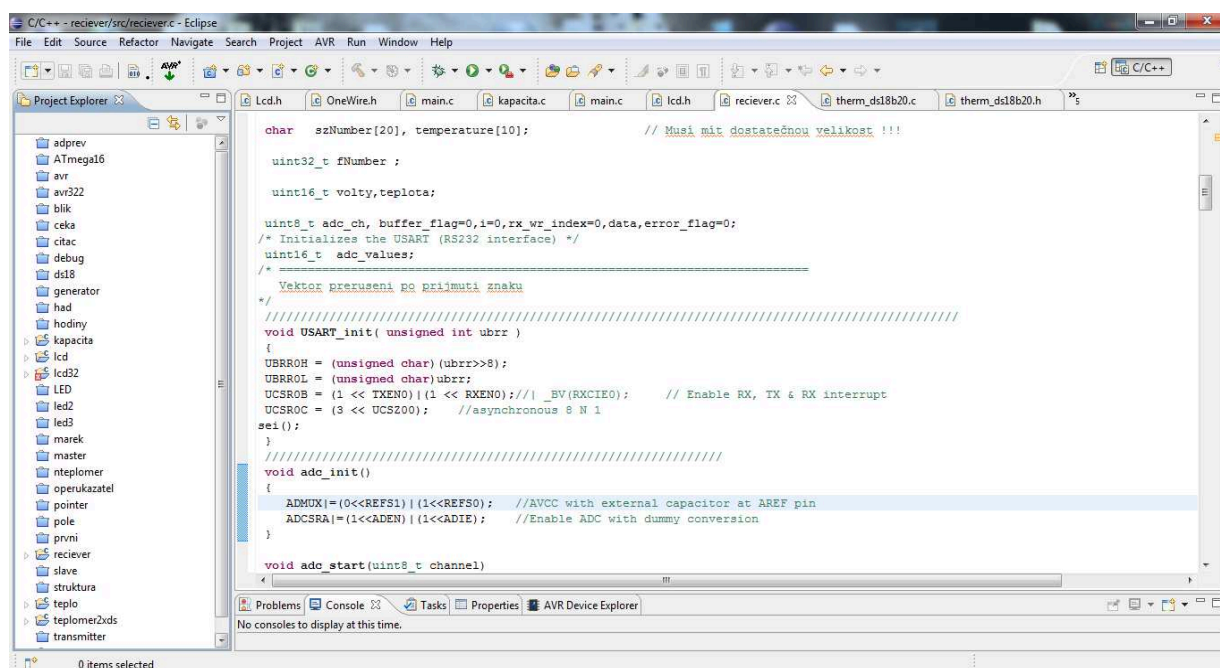 C/C++ - reciever/src/reciever.c - Eclipse
File Edit Source Refactor Navigate Search Project AVR Run Window Help
C/C++
Project Explorer
Lcd.h OneWire.h main.c kapacita.c main.c lcd.h reciever.c therm_ds18b20.c therm_ds18b20.h »5
adprev
ATmega16
avr
avr322
blik
ceka
citac
debug
ds18
generator
had
hodiny
kapacita
lcd
lcd32
LED
led2
led3
marek
master
nteplomer
operukazatel
pointer
pole
prvni
reciever
slave
struktura
teplo
teplomer2xds
transmitter
char szNumber[20], temperature[10]; // Musi mit dostatečnou velikost !!!
uint32_t fNumber ;
uint16_t volty,teplota;
uint8_t adc_ch, buffer_flag=0,i=0,rx_wr_index=0,data,error_flag=0;
/* Initializes the USART (RS232 interface) */
uint16_t adc_values;
/* ==========================================================================
Vektor preruseni po prijmuti znaku
*/
/////////////////////////////////////////////////////////////////////////////////////////////////
void USART_init( unsigned int ubrr )
{
UBRR0H = (unsigned char)(ubrr>>8);
UBRR0L = (unsigned char)ubrr;
UCSR0B = (1 << TXEN0)|(1 << RXEN0);//| _BV(RXCIE0); // Enable RX, TX & RX interrupt
UCSR0C = (3 << UCSZ00); //asynchronous 8 N 1
sei();
}
////////////////////////////////////////////////////////////////
void adc_init()
{
ADMUX|=(0<<REFS1)|(1<<REFS0); //AVCC with external capacitor at AREF pin
ADCSRA|=(1<<ADEN)|(1<<ADIE); //Enable ADC with dummy conversion
}
void adc_start(uint8_t channel)
Problems Console Tasks Properties AVR Device Explorer
No consoles to display at this time.
0 items selected